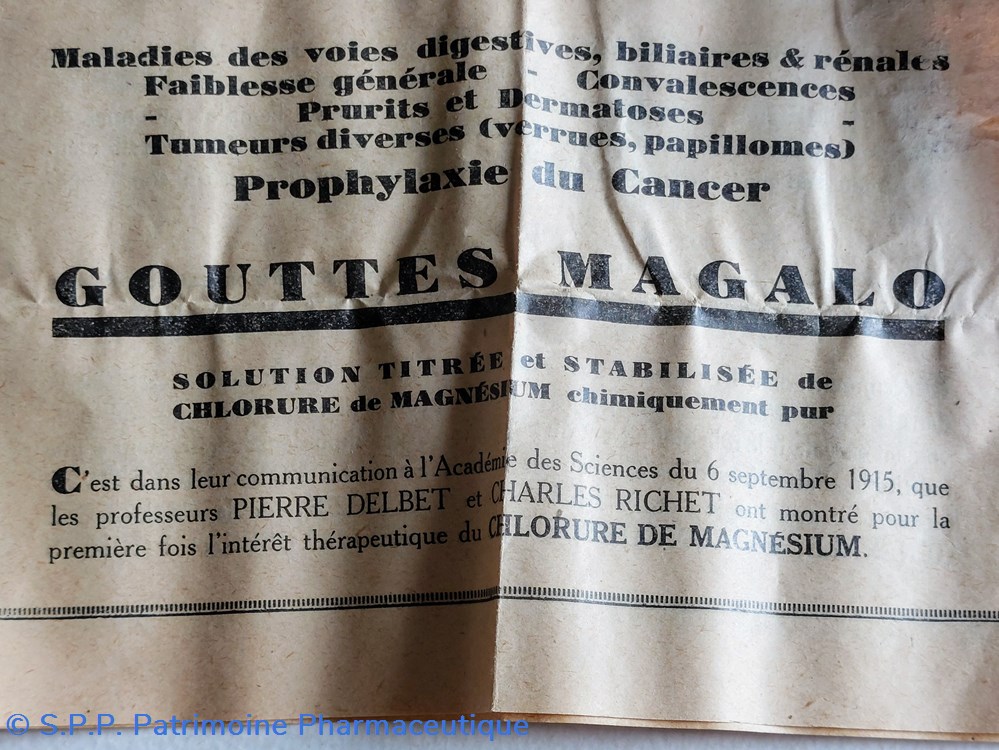 Maladies des voies digestives, biliaires & rénales
Faiblesse générale - Convalescences
- Prurits et Dermatoses -
Tumeurs diverses (verrues, papillomes)
Prophylaxie du Cancer
GOUTTES MAGALO
SOLUTION TITRÉE et STABILISÉE de
CHLORURE de MAGNÉSIUM chimiquement pur
C'est dans leur communication à l'Académie des Sciences du 6 septembre 1915, que
les professeurs PIERRE DELBET et CHARLES RICHET ont montré pour la
première fois l'intérêt thérapeutique du CHLORURE DE MAGNÉSIUM.
© S.P.P. Patrimoine Pharmaceutique